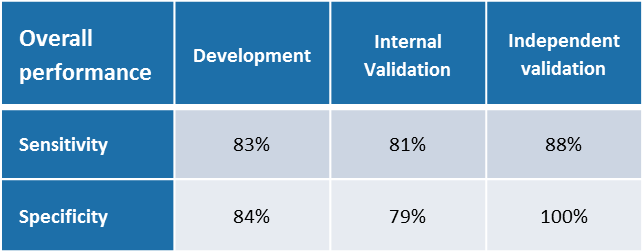 Overall performance Development Internal Validation Independent validation
Sensitivity 83% 81% 88%
Specificity 84% 79% 100%